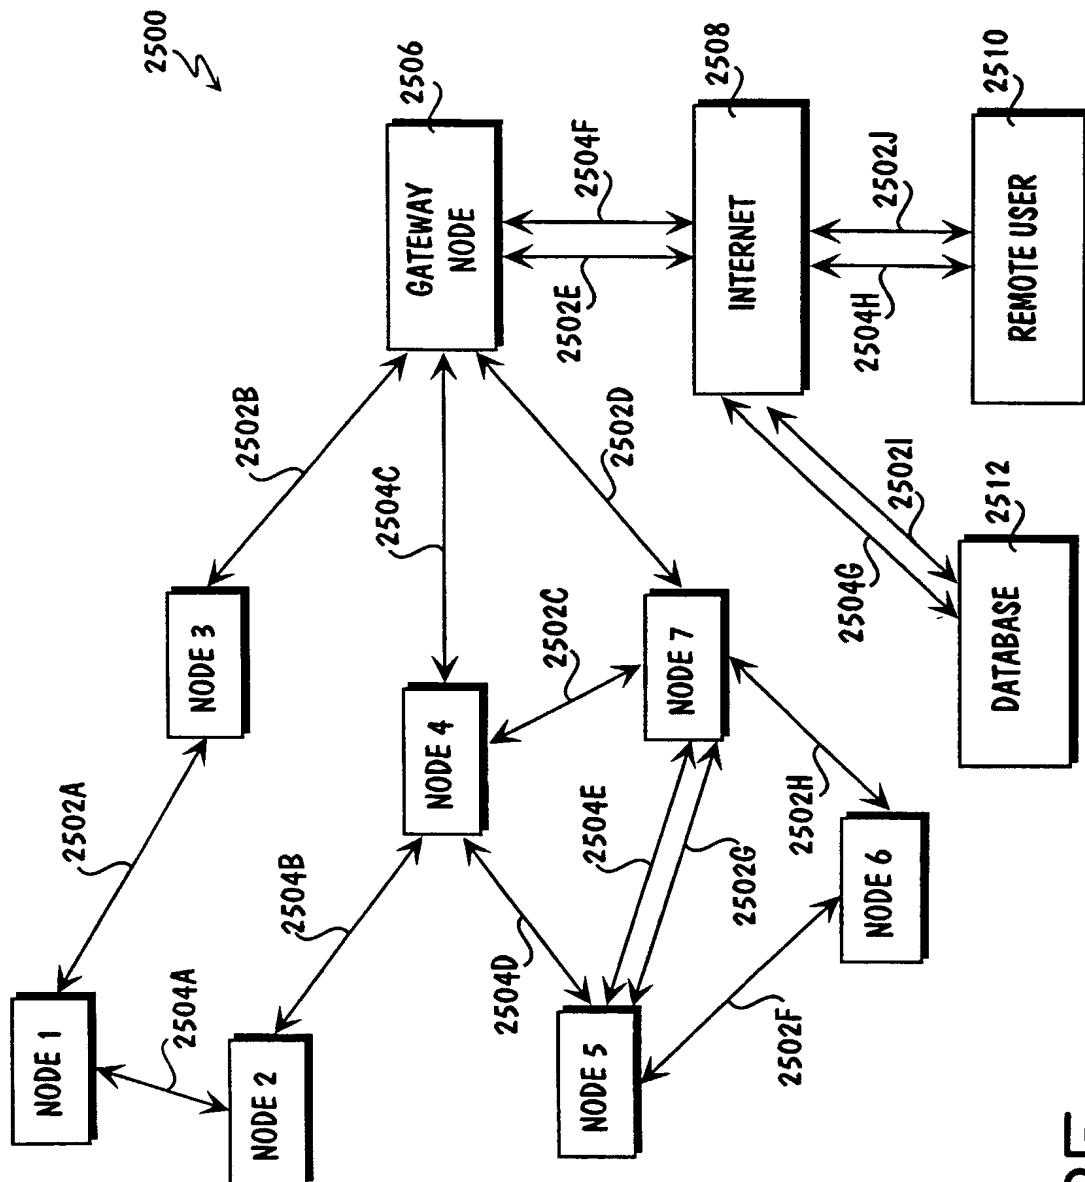 2500
NODE 1
2502A
NODE 3
2502B
GATEWAY
NODE
2506
2504A
NODE 2
2504B
NODE 4
2504C
2502E
2504F
2504D
2502C
2502D
INTERNET
2508
NODE 5
2504E
2502G
NODE 7
2504G
2502I
2504H
2502J
2502F
NODE 6
2502H
DATABASE
2512
REMOTE USER
2510